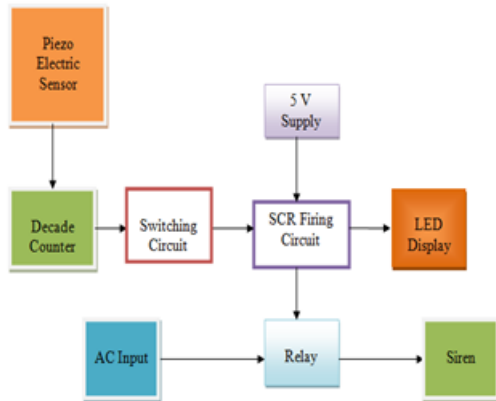 Piezo
Electric
Sensor
5 V
Supply
Decade
Counter
Switching
Circuit
SCR Firing
Circuit
LED
Display
AC Input
Relay
Siren